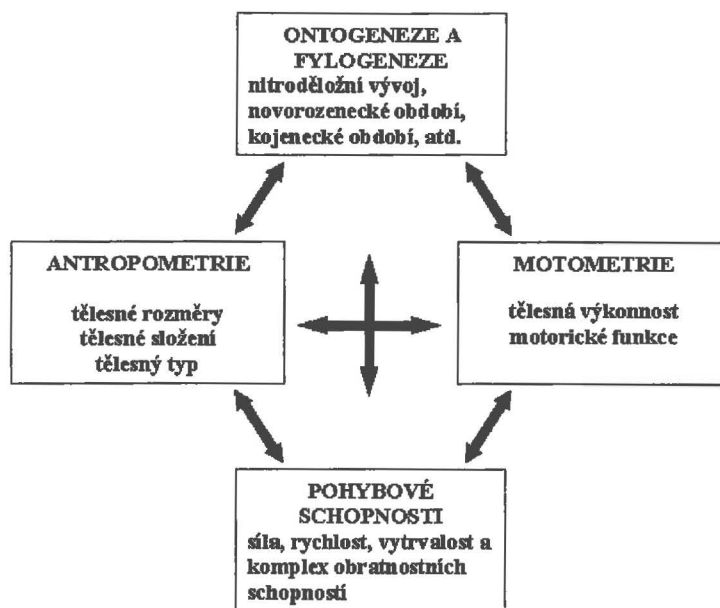 ONTOGENEZE A
FYLOGENEZE
nitroděložní vývoj,
novorozenecké období,
kojenecké období, atd.
ANTROPOMETRIE
tělesné rozměry
tělesné složení
tělesný typ
MOTOMETRIE
tělesná výkonnost
motorické funkce
POHYBOVÉ
SCHOPNOSTI
síla, rychlost, vytrvalost a
komplex obratnostních
schopností